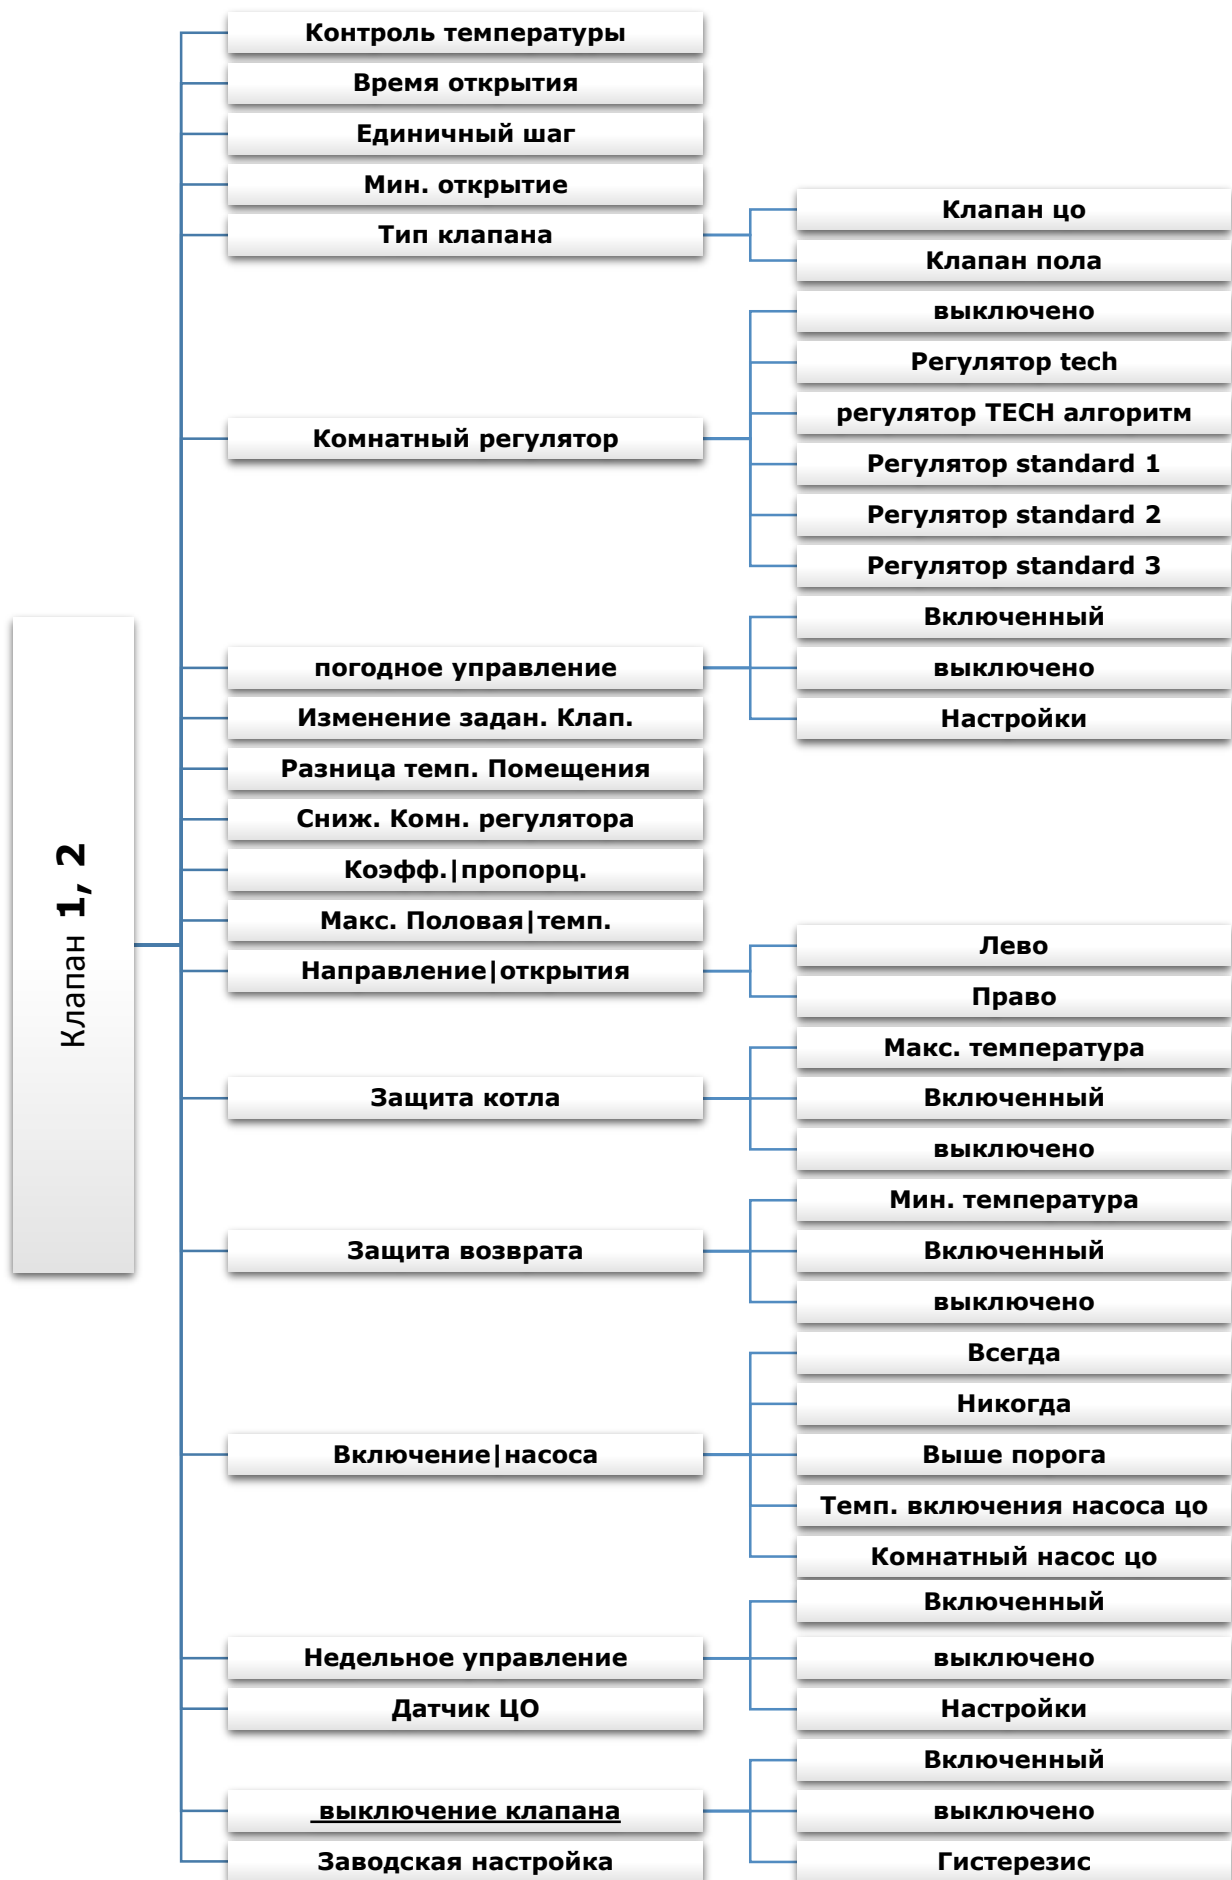 Контроль температуры
Время открытия
Единичный шаг
Мин. открытие
Тип клапана
Клапан цо
Клапан пола
Комнатный регулятор
выключено
Регулятор tech
регулятор TECH алгоритм
Регулятор standard 1
Регулятор standard 2
Регулятор standard 3
Клапан 1, 2
погодное управление
Включенный
выключено
Настройки
Изменение задан. Клап.
Разница темп. Помещения
Сниж. Комн. регулятора
Коэфф.|пропорц.
Макс. Половая|темп.
Направление|открытия
Лево
Право
Защита котла
Макс. температура
Включенный
выключено
Защита возврата
Мин. температура
Включенный
выключено
Включение|насоса
Всегда
Никогда
Выше порога
Темп. включения насоса цо
Комнатный насос цо
Недельное управление
Включенный
выключено
Настройки
Датчик ЦО
выключение клапана
Включенный
выключено
Гистерезис
Заводская настройка